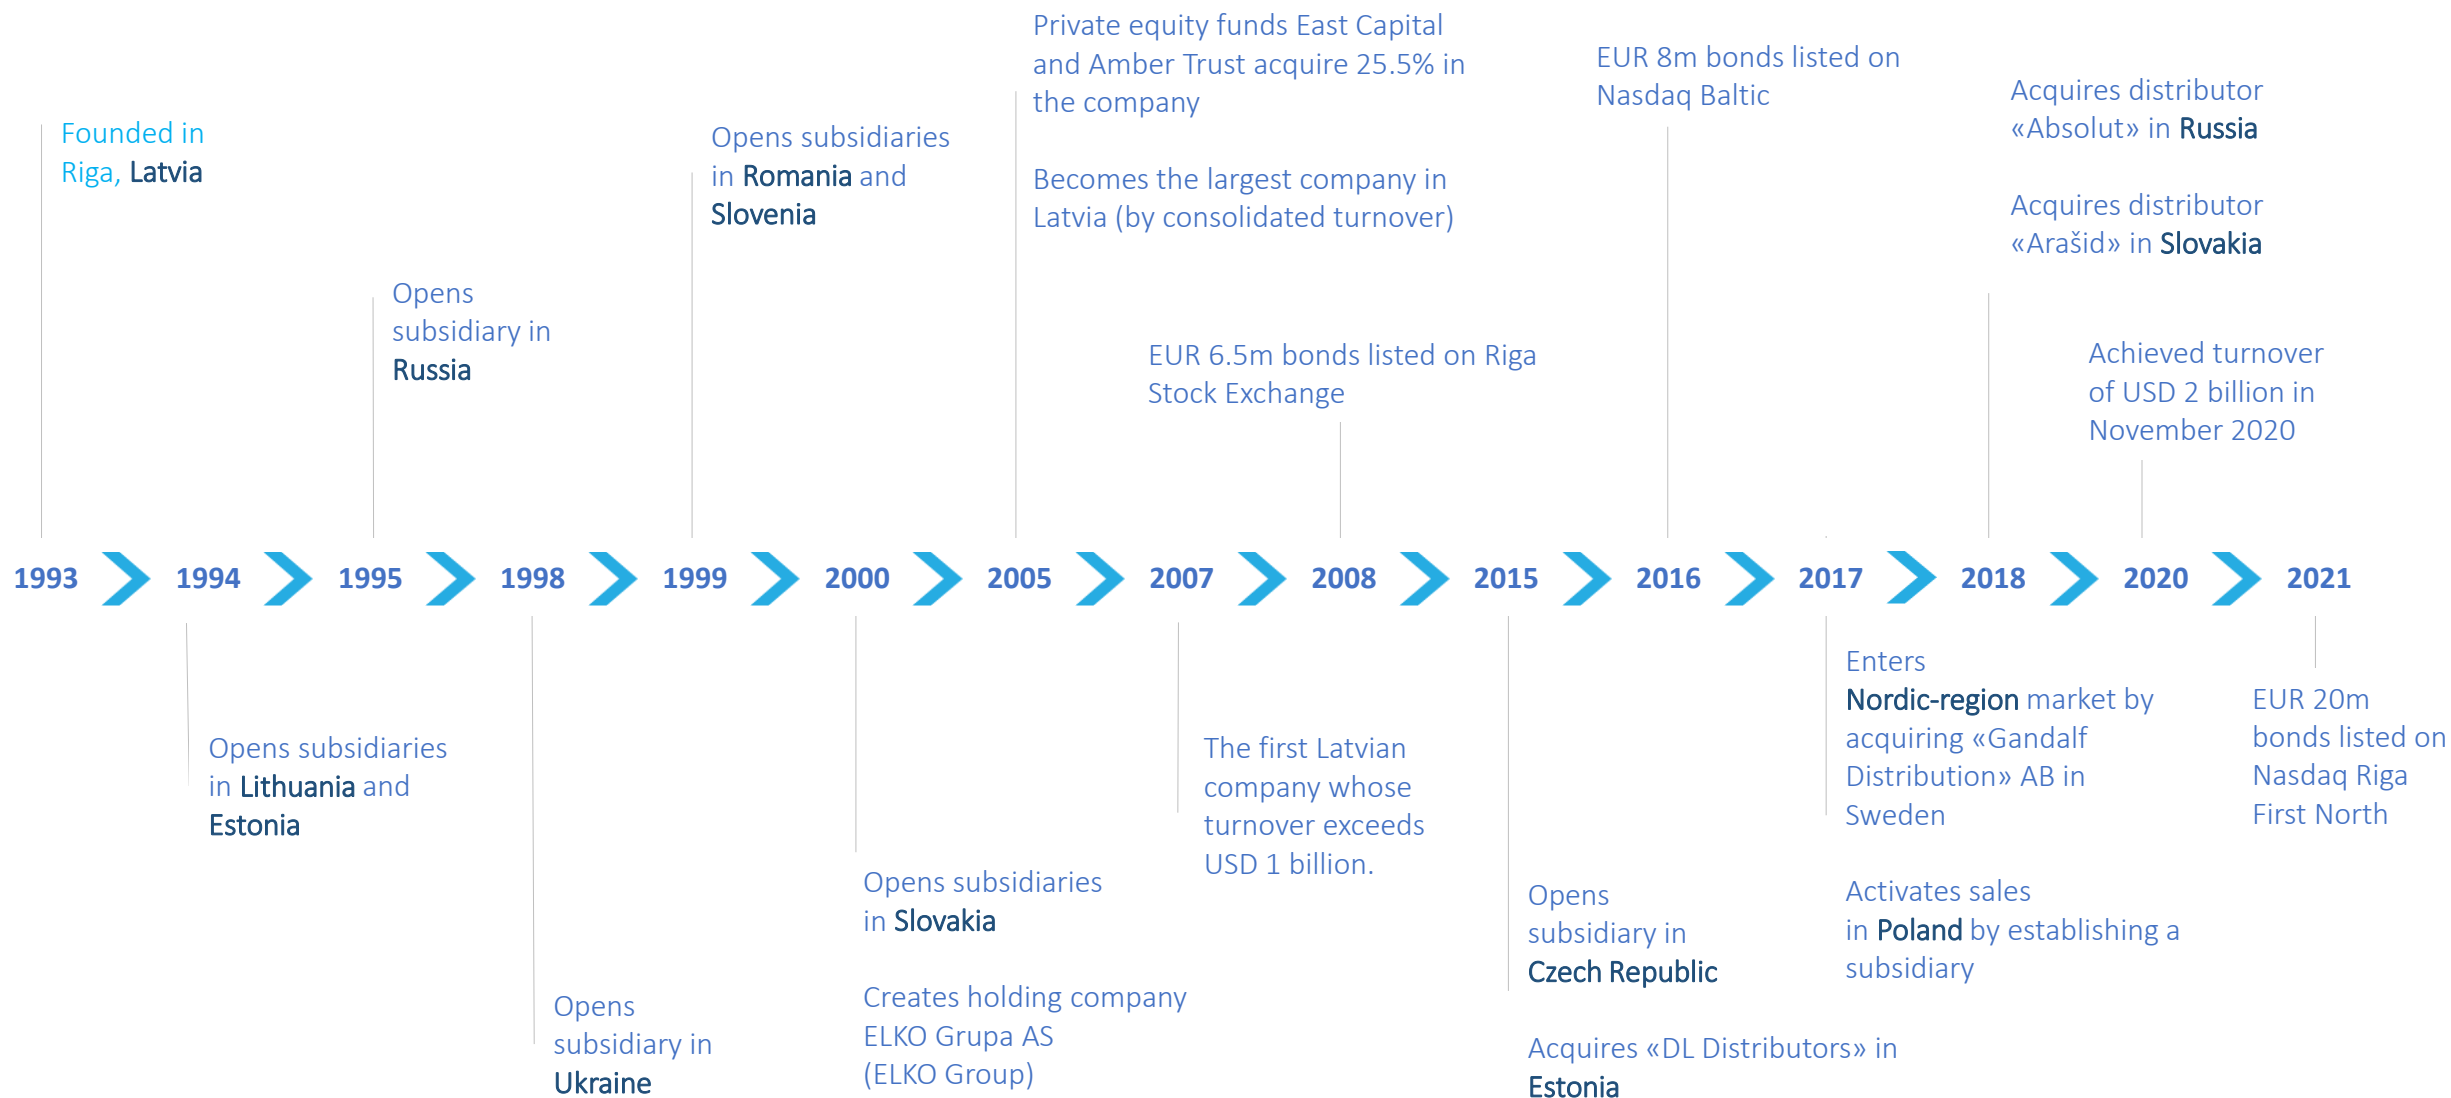 Founded in
Riga, Latvia
Opens
subsidiary in
Russia
Opens subsidiaries
in Romania and
Slovenia
Private equity funds East Capital
and Amber Trust acquire 25.5% in
the company
Becomes the largest company in
Latvia (by consolidated turnover)
EUR 6.5m bonds listed on Riga
Stock Exchange
EUR 8m bonds listed on
Nasdaq Baltic
Acquires distributor
«Absolut» in Russia
Acquires distributor
«Arašid» in Slovakia
Achieved turnover
of USD 2 billion in
November 2020
1993 1994 1995 1998 1999 2000 2005 2007 2008 2015 2016 2017 2018 2020 2021
Opens subsidiaries
in Lithuania and
Estonia
Opens
subsidiary in
Ukraine
Opens subsidiaries
in Slovakia
Creates holding company
ELKO Grupa AS
(ELKO Group)
The first Latvian
company whose
turnover exceeds
USD 1 billion.
Opens
subsidiary in
Czech Republic
Acquires «DL Distributors» in
Estonia
Enters
Nordic-region market by
acquiring «Gandalf
Distribution» AB in
Sweden
Activates sales
in Poland by establishing a
subsidiary
EUR 20m
bonds listed on
Nasdaq Riga
First North